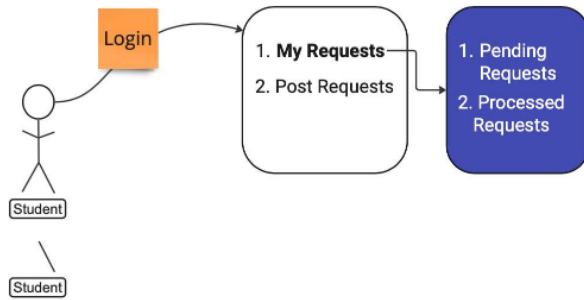 Login
1. My Requests
2. Post Requests
1. Pending
Requests
2. Processed
Requests
Student
Student